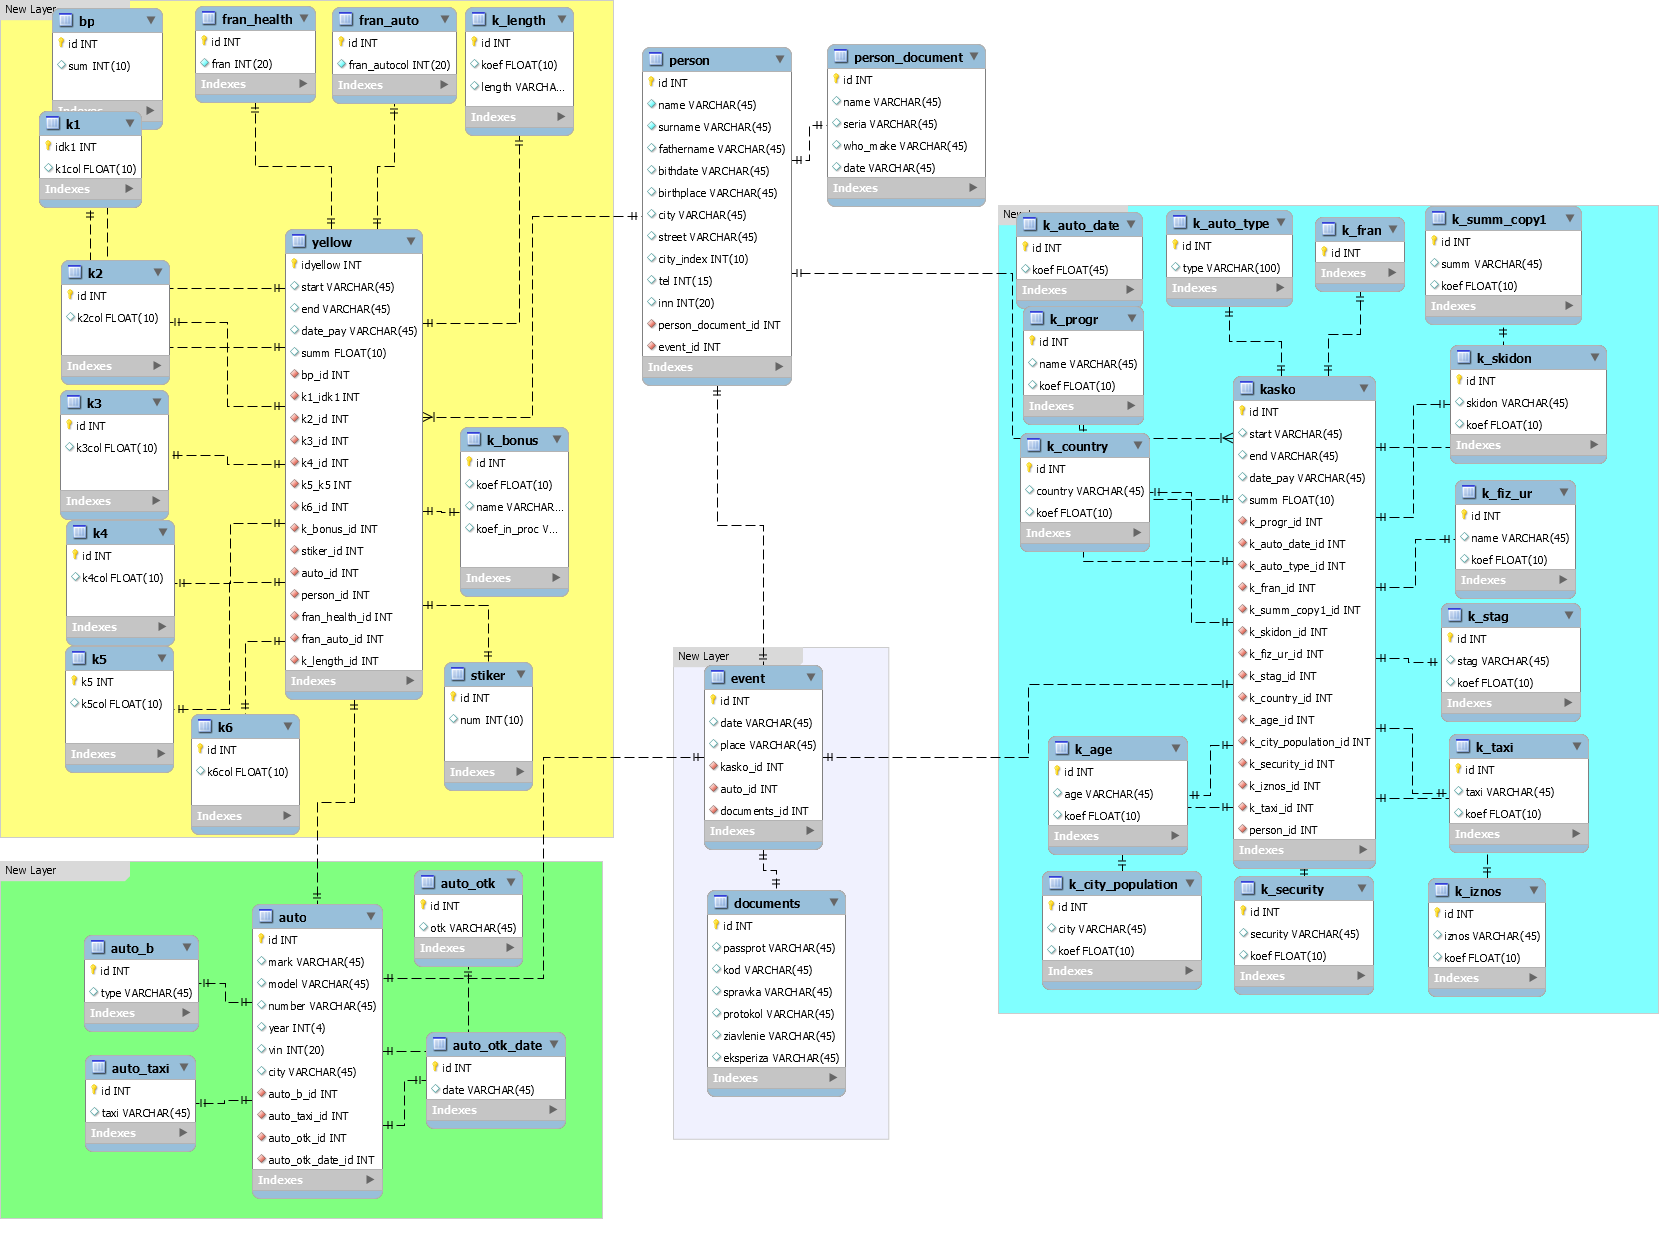 New Layer
bp
id INT
sum INT(10)
Indexes
fran_health
id INT
fran INT(20)
Indexes
fran_auto
id INT
fran_autocol INT(20)
Indexes
k_length
id INT
koef FLOAT(10)
length VARCHA...
Indexes
k1
idk1 INT
k1col FLOAT(10)
Indexes
k2
id INT
k2col FLOAT(10)
Indexes
k3
id INT
k3col FLOAT(10)
Indexes
k4
id INT
k4col FLOAT(10)
Indexes
k5
k5 INT
k5col FLOAT(10)
Indexes
k6
id INT
k6col FLOAT(10)
Indexes
yellow
idyellow INT
start VARCHAR(45)
end VARCHAR(45)
date_pay VARCHAR(45)
summ FLOAT(10)
bp_id INT
k1_idk1 INT
k2_id INT
k3_id INT
k4_id INT
k5_k5 INT
k6_id INT
k_bonus_id INT
stiker_id INT
auto_id INT
person_id INT
fran_health_id INT
fran_auto_id INT
k_length_id INT
Indexes
k_bonus
id INT
koef FLOAT(10)
name VARCHAR...
koef_in_proc V...
Indexes
stiker
id INT
num INT(10)
Indexes
person
id INT
name VARCHAR(45)
surname VARCHAR(45)
fathername VARCHAR(45)
bithdate VARCHAR(45)
birthplace VARCHAR(45)
city VARCHAR(45)
street VARCHAR(45)
city_index INT(10)
tel INT(15)
inn INT(20)
person_document_id INT
event_id INT
Indexes
person_document
id INT
name VARCHAR(45)
seria VARCHAR(45)
who_make VARCHAR(45)
date VARCHAR(45)
Indexes
New L
k_auto_date
id INT
koef FLOAT(45)
Indexes
k_auto_type
id INT
type VARCHAR(100)
Indexes
k_fran
id INT
Indexes
k_summ_copy1
id INT
summ VARCHAR(45)
koef FLOAT(10)
Indexes
k_progr
id INT
name VARCHAR(45)
koef FLOAT(10)
Indexes
k_country
id INT
country VARCHAR(45)
koef FLOAT(10)
Indexes
kasko
id INT
start VARCHAR(45)
end VARCHAR(45)
date_pay VARCHAR(45)
summ FLOAT(10)
k_progr_id INT
k_auto_date_id INT
k_auto_type_id INT
k_fran_id INT
k_summ_copy1_id INT
k_skidon_id INT
k_fiz_ur_id INT
k_stag_id INT
k_country_id INT
k_age_id INT
k_city_population_id INT
k_security_id INT
k_iznos_id INT
k_taxi_id INT
person_id INT
Indexes
k_skidon
id INT
skidon VARCHAR(45)
koef FLOAT(10)
Indexes
k_fiz_ur
id INT
name VARCHAR(45)
koef FLOAT(10)
Indexes
k_stag
id INT
stag VARCHAR(45)
koef FLOAT(10)
Indexes
k_taxi
id INT
taxi VARCHAR(45)
koef FLOAT(10)
Indexes
k_age
id INT
age VARCHAR(45)
koef FLOAT(10)
Indexes
k_city_population
id INT
city VARCHAR(45)
koef FLOAT(10)
Indexes
k_security
id INT
security VARCHAR(45)
koef FLOAT(10)
Indexes
k_iznos
id INT
iznos VARCHAR(45)
koef FLOAT(10)
Indexes
New Layer
event
id INT
date VARCHAR(45)
place VARCHAR(45)
kasko_id INT
auto_id INT
documents_id INT
Indexes
documents
id INT
passprot VARCHAR(45)
kod VARCHAR(45)
spravka VARCHAR(45)
protokol VARCHAR(45)
ziavlenie VARCHAR(45)
eksperiza VARCHAR(45)
Indexes
New Layer
auto_b
id INT
type VARCHAR(45)
Indexes
auto_taxi
id INT
taxi VARCHAR(45)
Indexes
auto
id INT
mark VARCHAR(45)
model VARCHAR(45)
number VARCHAR(45)
year INT(4)
vin INT(20)
city VARCHAR(45)
auto_b_id INT
auto_taxi_id INT
auto_otk_id INT
auto_otk_date_id INT
Indexes
auto_otk
id INT
otk VARCHAR(45)
Indexes
auto_otk_date
id INT
date VARCHAR(45)
Indexes